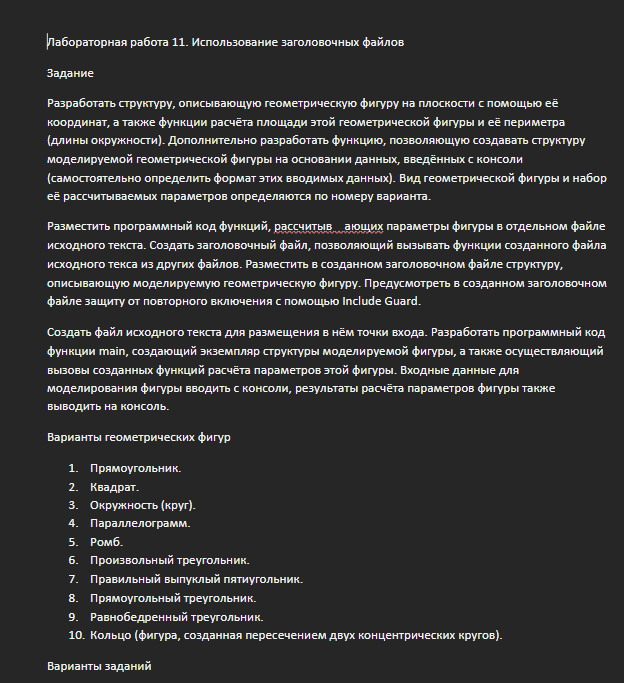 Лабораторная работа 11. Использование заголовочных файлов
Задание
Разработать структуру, описывающую геометрическую фигуру на плоскости с помощью её
координат, а также функции расчёта площади этой геометрической фигуры и её периметра
(длины окружности). Дополнительно разработать функцию, позволяющую создавать структуру
моделируемой геометрической фигуры на основании данных, введённых с консоли
(самостоятельно определить формат этих вводимых данных). Вид геометрической фигуры и набор
её рассчитываемых параметров определяются по номеру варианта.
Разместить программный код функций, рассчитыв__ающих параметры фигуры в отдельном файле
исходного текста. Создать заголовочный файл, позволяющий вызывать функции созданного файла
исходного текса из других файлов. Разместить в созданном заголовочном файле структуру,
описывающую моделируемую геометрическую фигуру. Предусмотреть в созданном заголовочном
файле защиту от повторного включения с помощью Include Guard.
Создать файл исходного текста для размещения в нём точки входа. Разработать программный код
функции main, создающий экземпляр структуры моделируемой фигуры, а также осуществляющий
вызовы созданных функций расчёта параметров этой фигуры. Входные данные для
моделирования фигуры вводить с консоли, результаты расчёта параметров фигуры также
выводить на консоль.
Варианты геометрических фигур
1. Прямоугольник.
2. Квадрат.
3. Окружность (круг).
4. Параллелограмм.
5. Ромб.
6. Произвольный треугольник.
7. Правильный выпуклый пятиугольник.
8. Прямоугольный треугольник.
9. Равнобедренный треугольник.
10. Кольцо (фигура, созданная пересечением двух концентрических кругов).
Варианты заданий